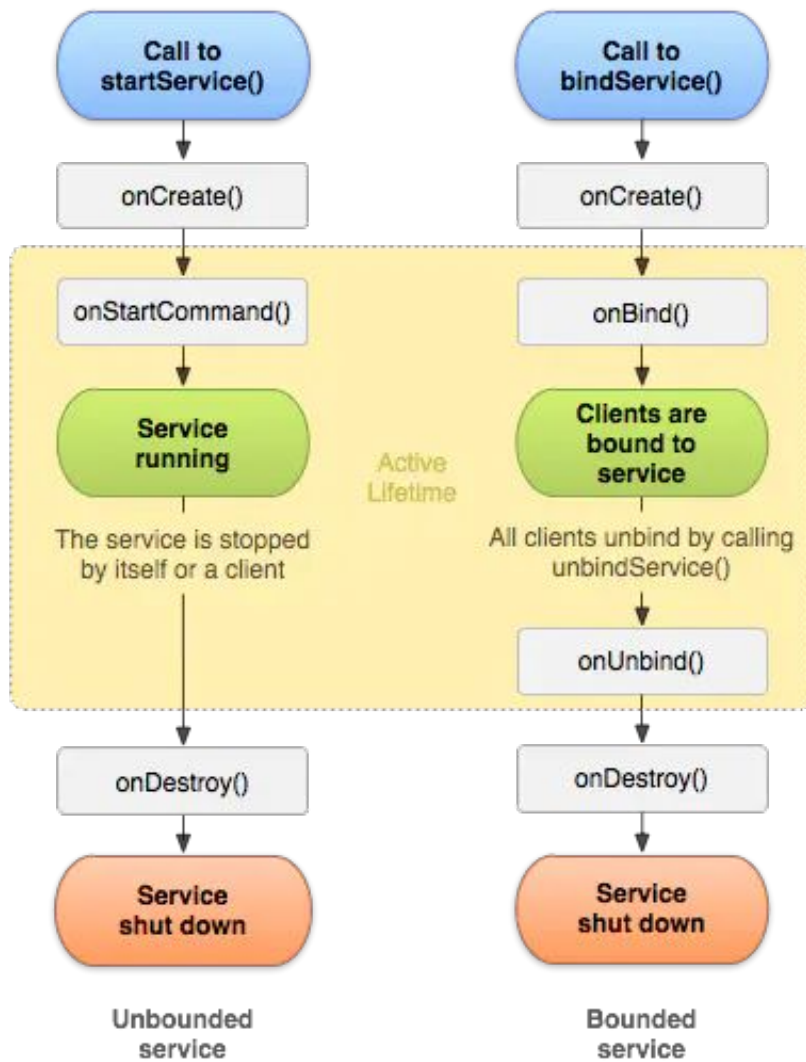 Call to
startService()
onCreate()
onStartCommand()
Service
running
The service is stopped
by itself or a client
onDestroy()
Service
shut down
Unbounded
service
Active
Lifetime
Call to
bindService()
onCreate()
onBind()
Clients are
bound to
service
All clients unbind by calling
unbindService()
onUnbind()
onDestroy()
Service
shut down
Bounded
service